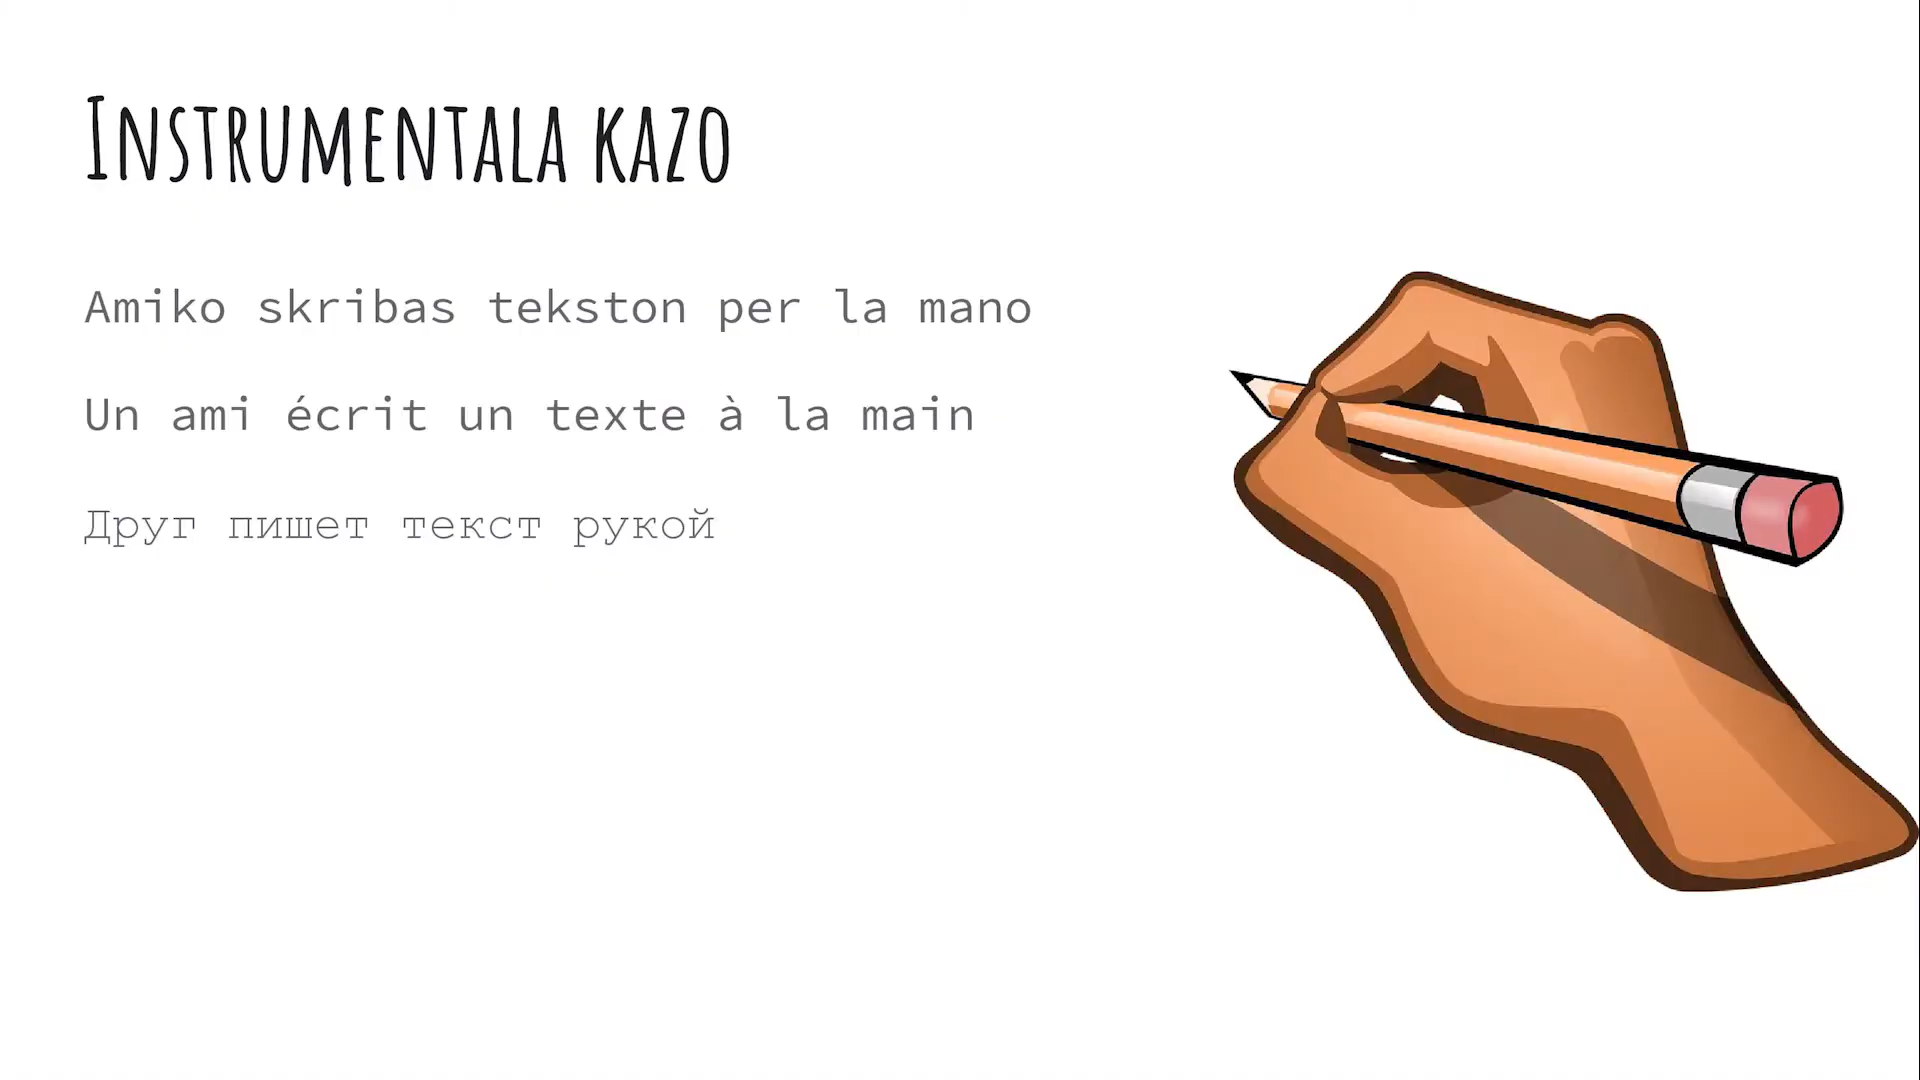 Instrumentala kazo
Amiko skribas tekston per la mano
Un ami écrit un texte à la main
Друг пишет текст рукой